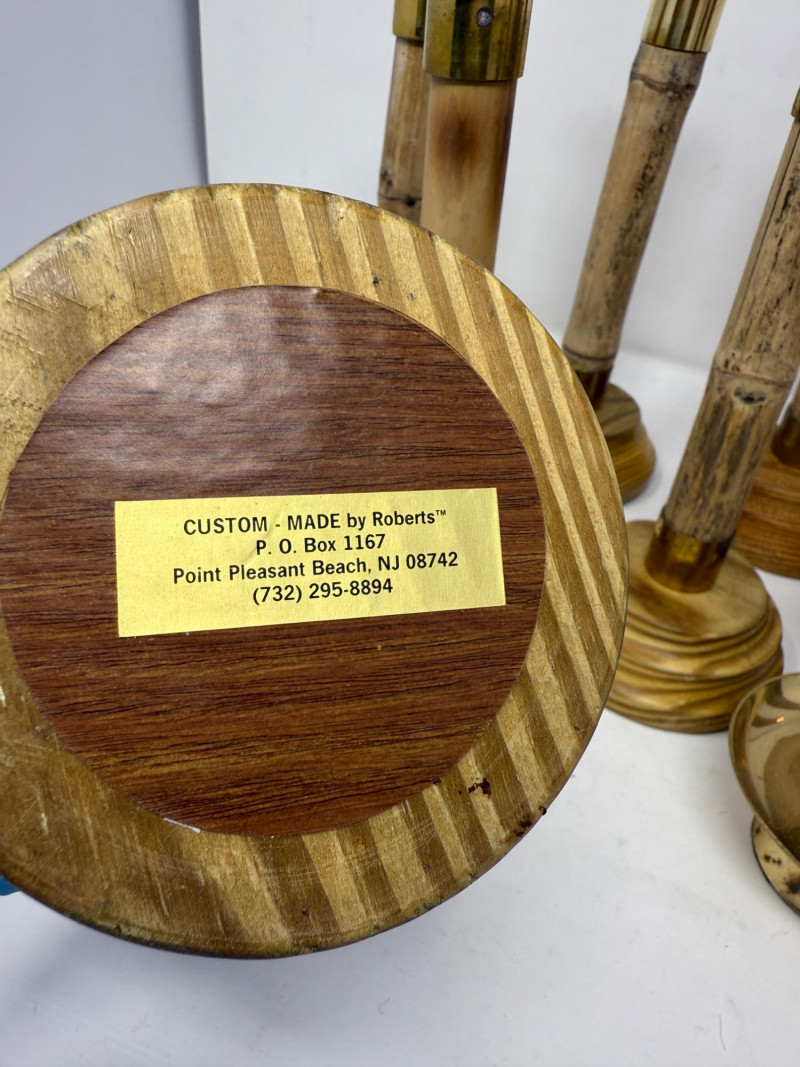 CUSTOM - MADE by Roberts™
P. O. Box 1167
Point Pleasant Beach, NJ 08742
(732) 295-8894